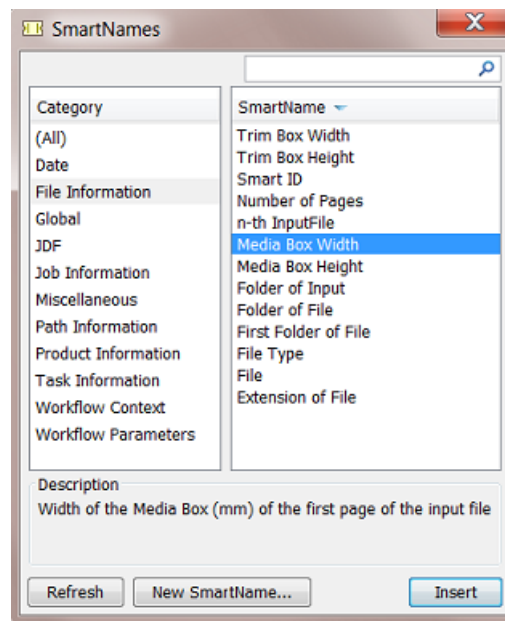 SmartNames
Category
(All)
Date
File Information
Global
JDF
Job Information
Miscellaneous
Path Information
Product Information
Task Information
Workflow Context
Workflow Parameters
SmartName
Trim Box Width
Trim Box Height
Smart ID
Number of Pages
n-th InputFile
Media Box Width
Media Box Height
Folder of Input
Folder of File
First Folder of File
File Type
File
Extension of File
Description
Width of the Media Box (mm) of the first page of the input file
Refresh
New SmartName...
Insert